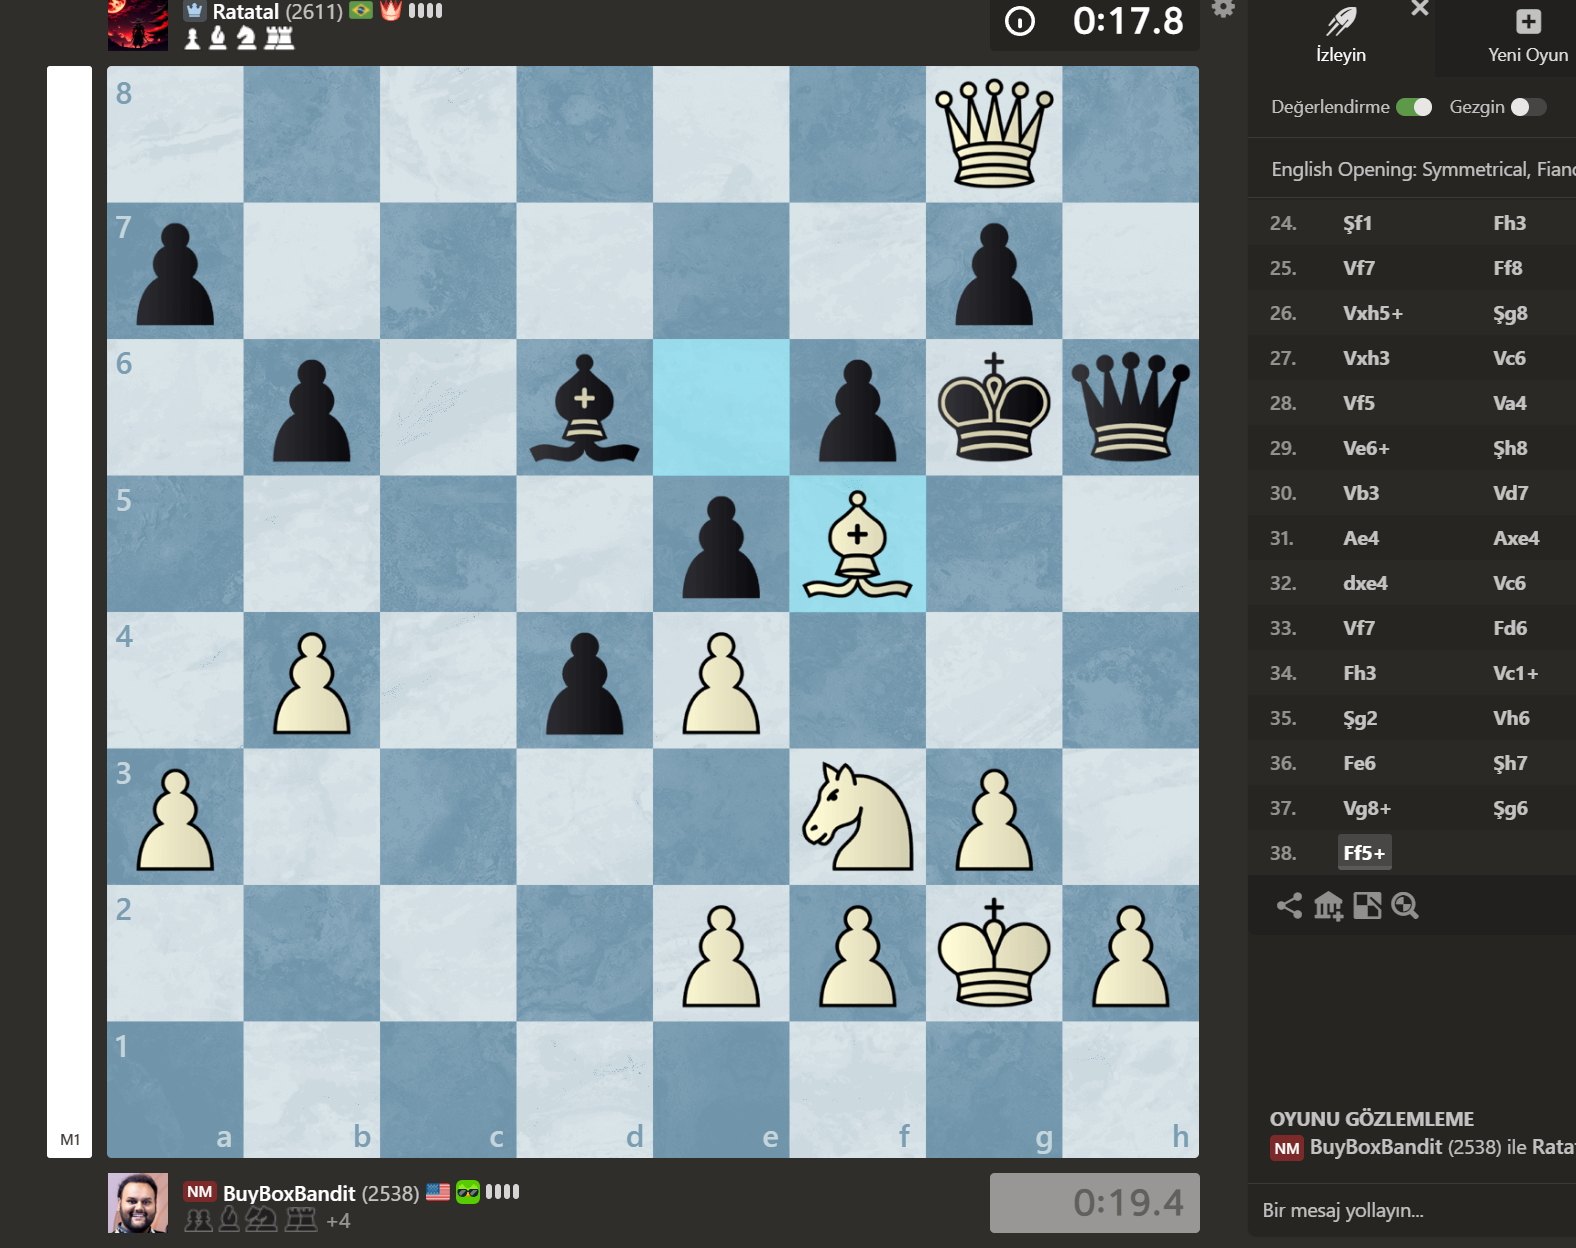 Ratatal (2611)
0:17.8
İzleyin
Yeni Oyun
Değerlendirme
Gezgin
English Opening: Symmetrical, Fianc
24. Şf1 Fh3
25. Vf7 Ff8
26. Vxh5+ Şg8
27. Vxh3 Vc6
28. Vf5 Va4
29. Ve6+ Şh8
30. Vb3 Vd7
31. Ae4 Axe4
32. dxe4 Vc6
33. Vf7 Fd6
34. Fh3 Vc1+
35. Şg2 Vh6
36. Fe6 Şh7
37. Vg8+ Şg6
38. Ff5+
8
7
6
5
4
3
2
1
a b c d e f g h
M1
NM BuyBoxBandit (2538)
+4
0:19.4
OYUNU GÖZLEMLEME
NM BuyBoxBandit (2538) ile Ratat
Bir mesaj yollayın...